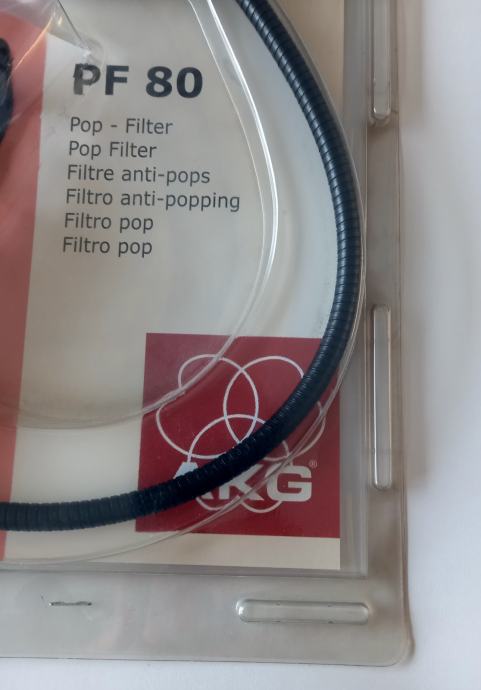 PF 80
Pop - Filter
Pop Filter
Filtre anti-pops
Filtro anti-popping
Filtro pop
Filtro pop
AKG®